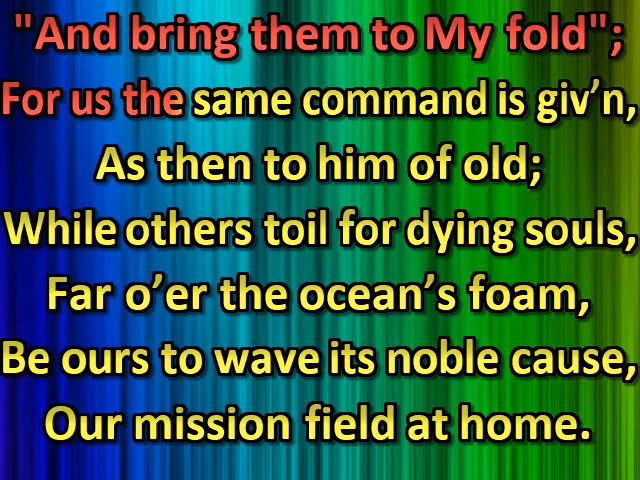 "And bring them to My fold";
For us the same command is giv’n,
As then to him of old;
While others toil for dying souls,
Far o’er the ocean’s foam,
Be ours to wave its noble cause,
Our mission field at home.